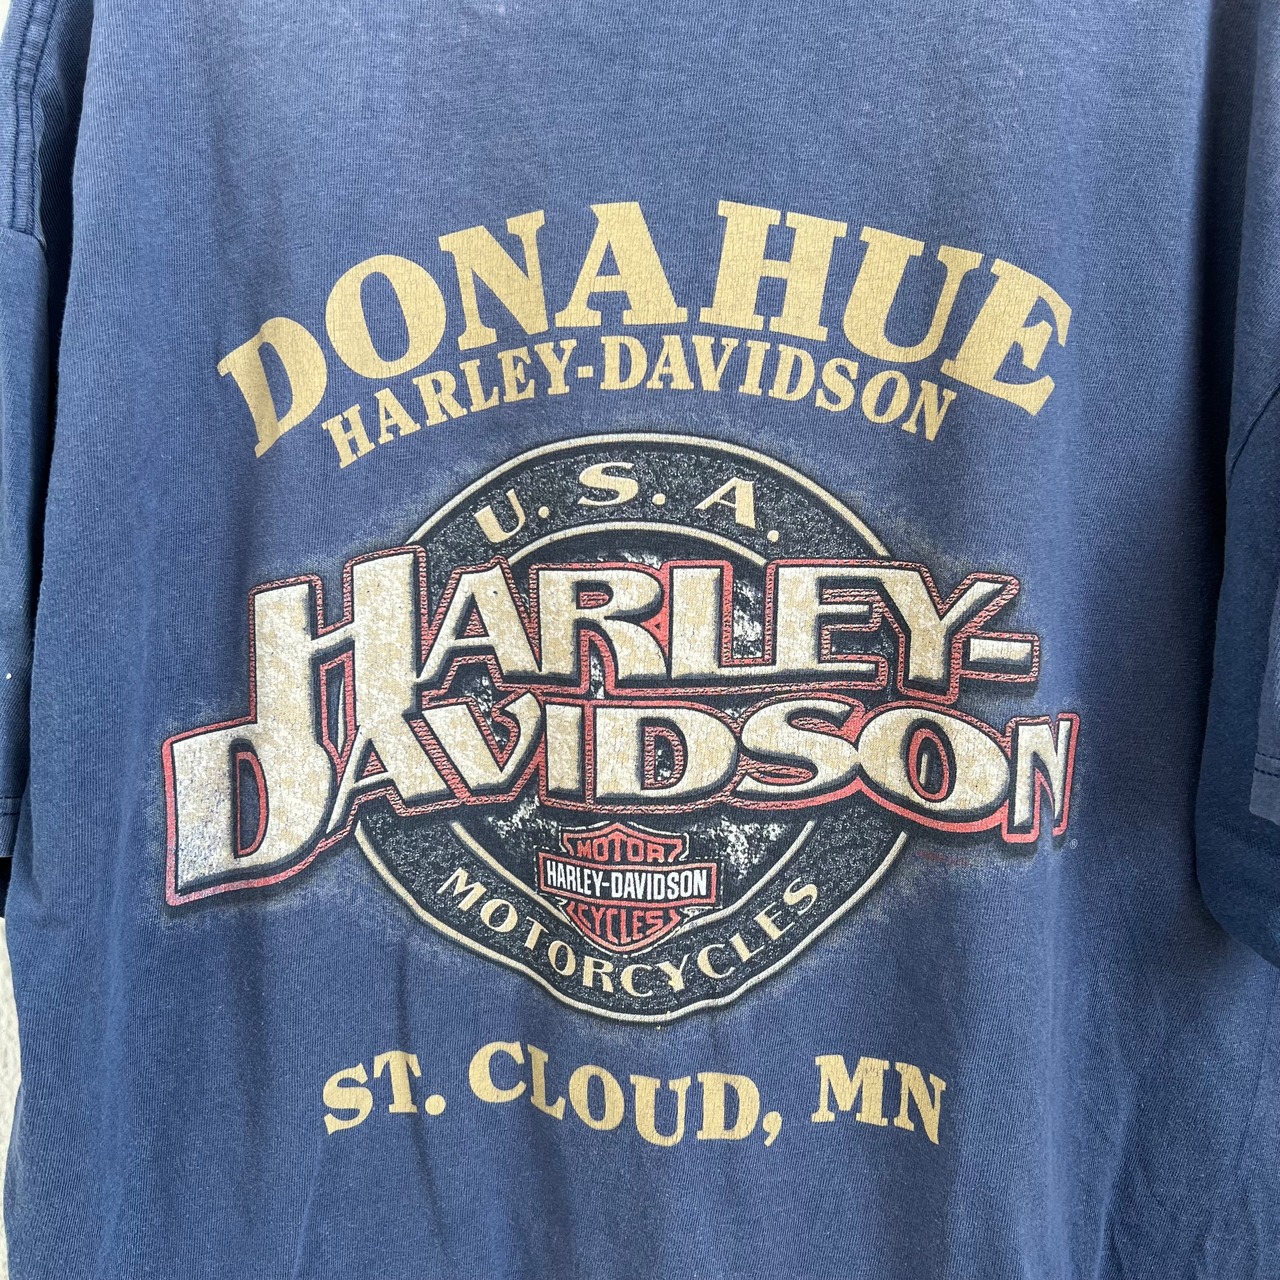 DONAHUE
HARLEY-DAVIDSON
U.S.A.
HARLEY-
DAVIDSON
®
MOTOR
HARLEY-DAVIDSON
CYCLES
MOTORCYCLES
ST. CLOUD, MN